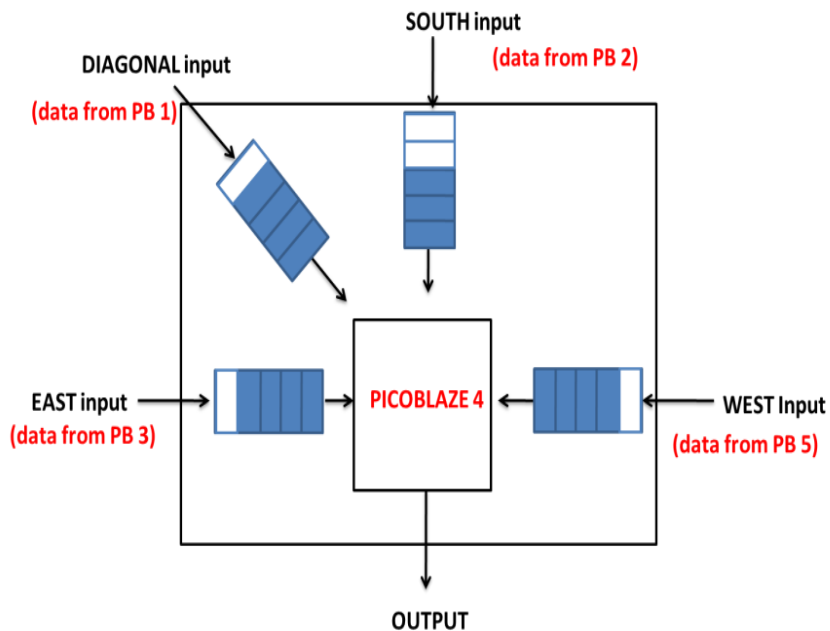 SOUTH input
(data from PB 2)
DIAGONAL input
(data from PB 1)
PICOBLAZE 4
EAST input
(data from PB 3)
WEST Input
(data from PB 5)
OUTPUT